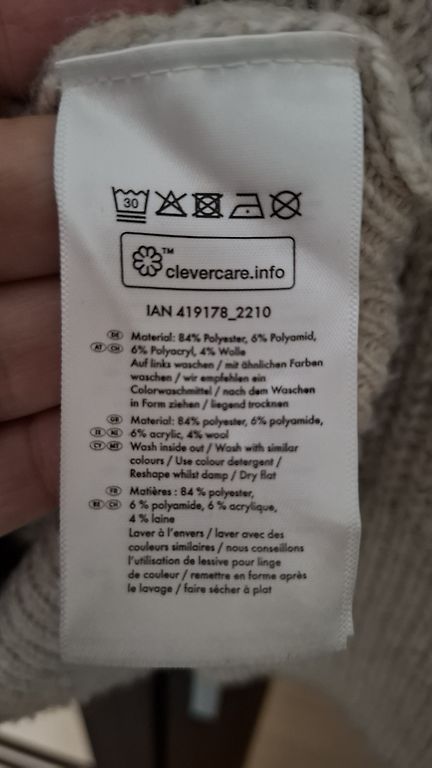 30
™
clevercare.info
IAN 419178_2210
DE Material: 84% Polyester, 6% Polyamid,
AT CH 6% Polyacryl, 4% Wolle
Auf links waschen / mit ähnlichen Farben
waschen / wir empfehlen ein
Colorwaschmittel / nach dem Waschen
in Form ziehen / liegend trocknen
GB Material: 84% polyester, 6% polyamide,
IE NI 6% acrylic, 4% wool
CY MT Wash inside out / Wash with similar
colours / Use colour detergent /
Reshape whilst damp / Dry flat
FR Matières : 84 % polyester,
BE CH 6 % polyamide, 6 % acrylique,
4 % laine
Laver à l'envers / laver avec des
couleurs similaires / nous conseillons
l'utilisation de lessive pour linge
de couleur / remettre en forme après
le lavage / faire sécher à plat